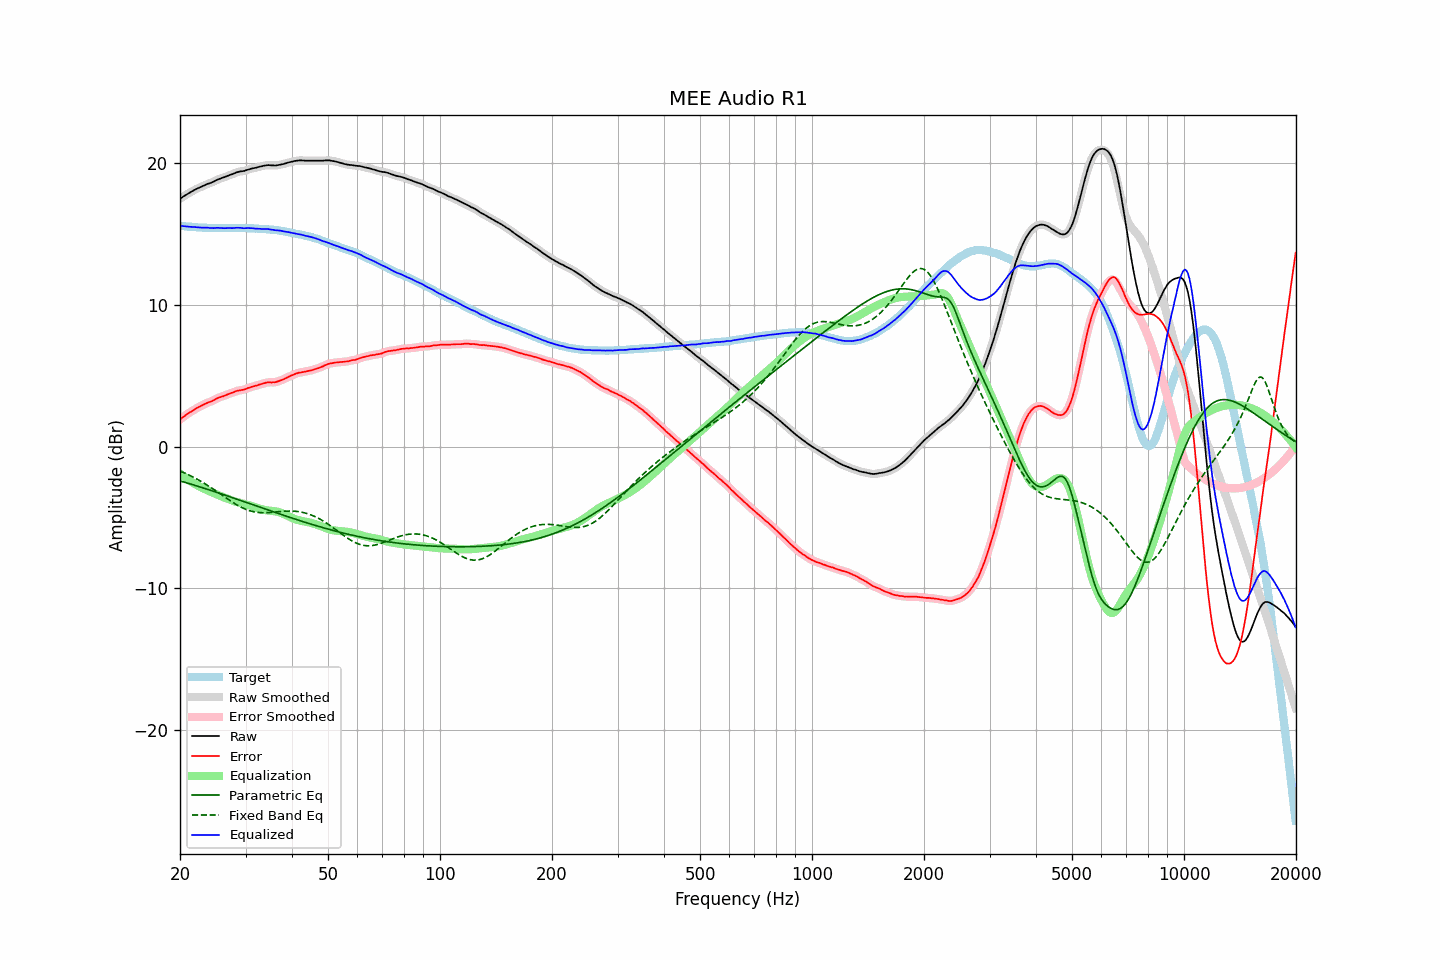 MEE Audio R1
Amplitude (dBr)
20
10
0
−10
−20
Target
Raw Smoothed
Error Smoothed
Raw
Error
Equalization
Parametric Eq
Fixed Band Eq
Equalized
20 50 100 200 500 1000 2000 5000 10000 20000
Frequency (Hz)